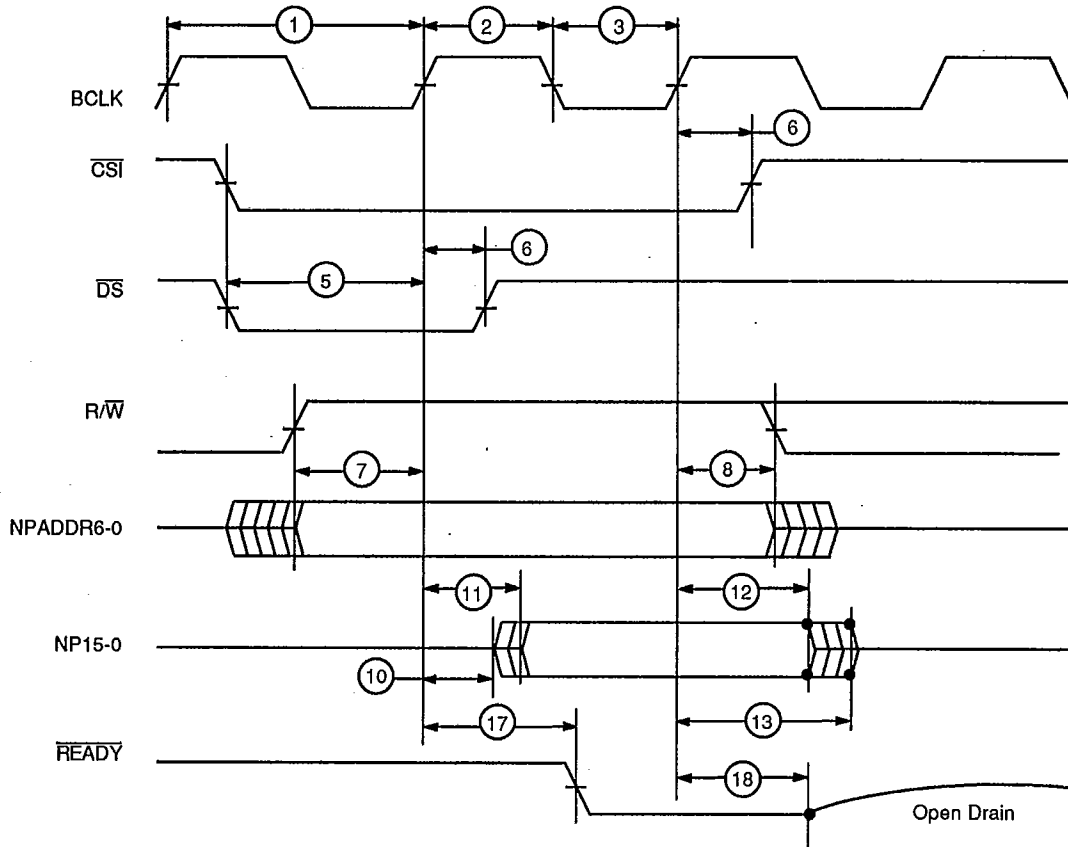 1 2 3
BCLK
6
CSI
6
5
DS
R/W
7 8
NPADDR6-0
11 12
NP15-0
10
17 13
READY
18
Open Drain